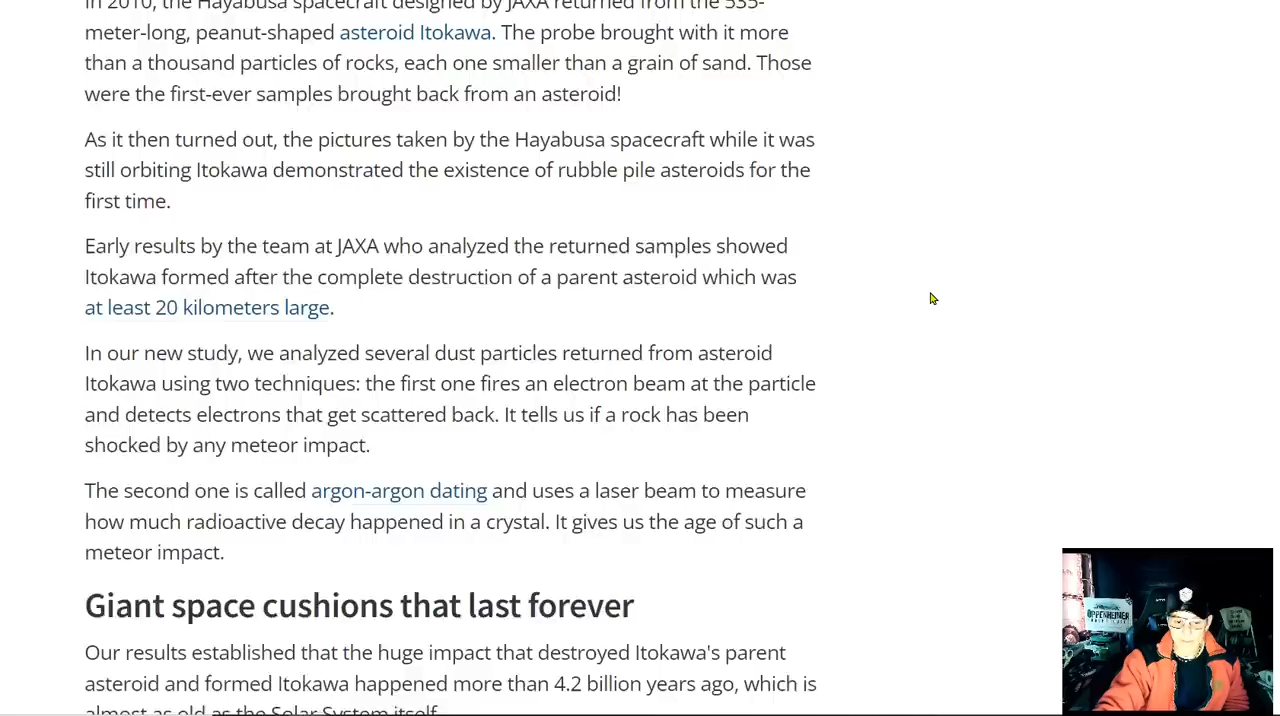 In 2010, the Hayabusa spacecraft designed by JAXA returned from the 535-
meter-long, peanut-shaped asteroid Itokawa. The probe brought with it more
than a thousand particles of rocks, each one smaller than a grain of sand. Those
were the first-ever samples brought back from an asteroid!
As it then turned out, the pictures taken by the Hayabusa spacecraft while it was
still orbiting Itokawa demonstrated the existence of rubble pile asteroids for the
first time.
Early results by the team at JAXA who analyzed the returned samples showed
Itokawa formed after the complete destruction of a parent asteroid which was
at least 20 kilometers large.
In our new study, we analyzed several dust particles returned from asteroid
Itokawa using two techniques: the first one fires an electron beam at the particle
and detects electrons that get scattered back. It tells us if a rock has been
shocked by any meteor impact.
The second one is called argon-argon dating and uses a laser beam to measure
how much radioactive decay happened in a crystal. It gives us the age of such a
meteor impact.
Giant space cushions that last forever
Our results established that the huge impact that destroyed Itokawa's parent
asteroid and formed Itokawa happened more than 4.2 billion years ago, which is
almost as old as the Solar System itself.
OPPENHEIMER